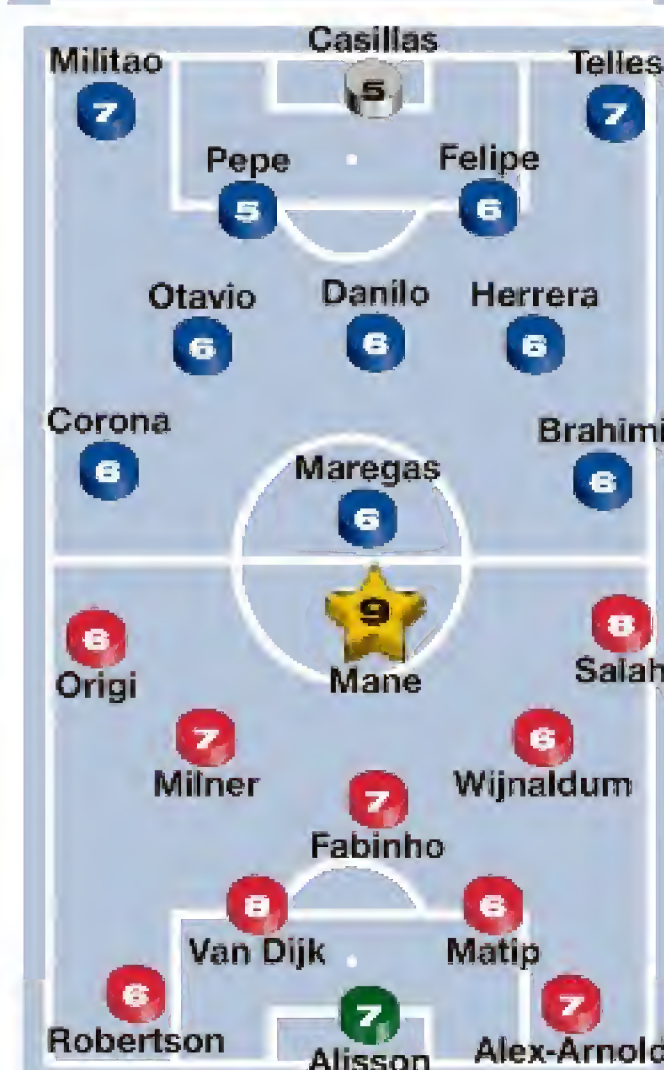 Casillas
Militao
Telles
7
5
7
Pepe
Felipe
5
6
Otavio
Danilo
Herrera
6
6
6
Corona
Brahimi
6
Maregas
6
6
6
9
6
8
Origi
Mane
Salah
7
6
Milner
Wijnaldum
7
Fabinho
8
6
Van Dijk
Matip
6
7
7
Robertson
Alisson
Alex-Arnold